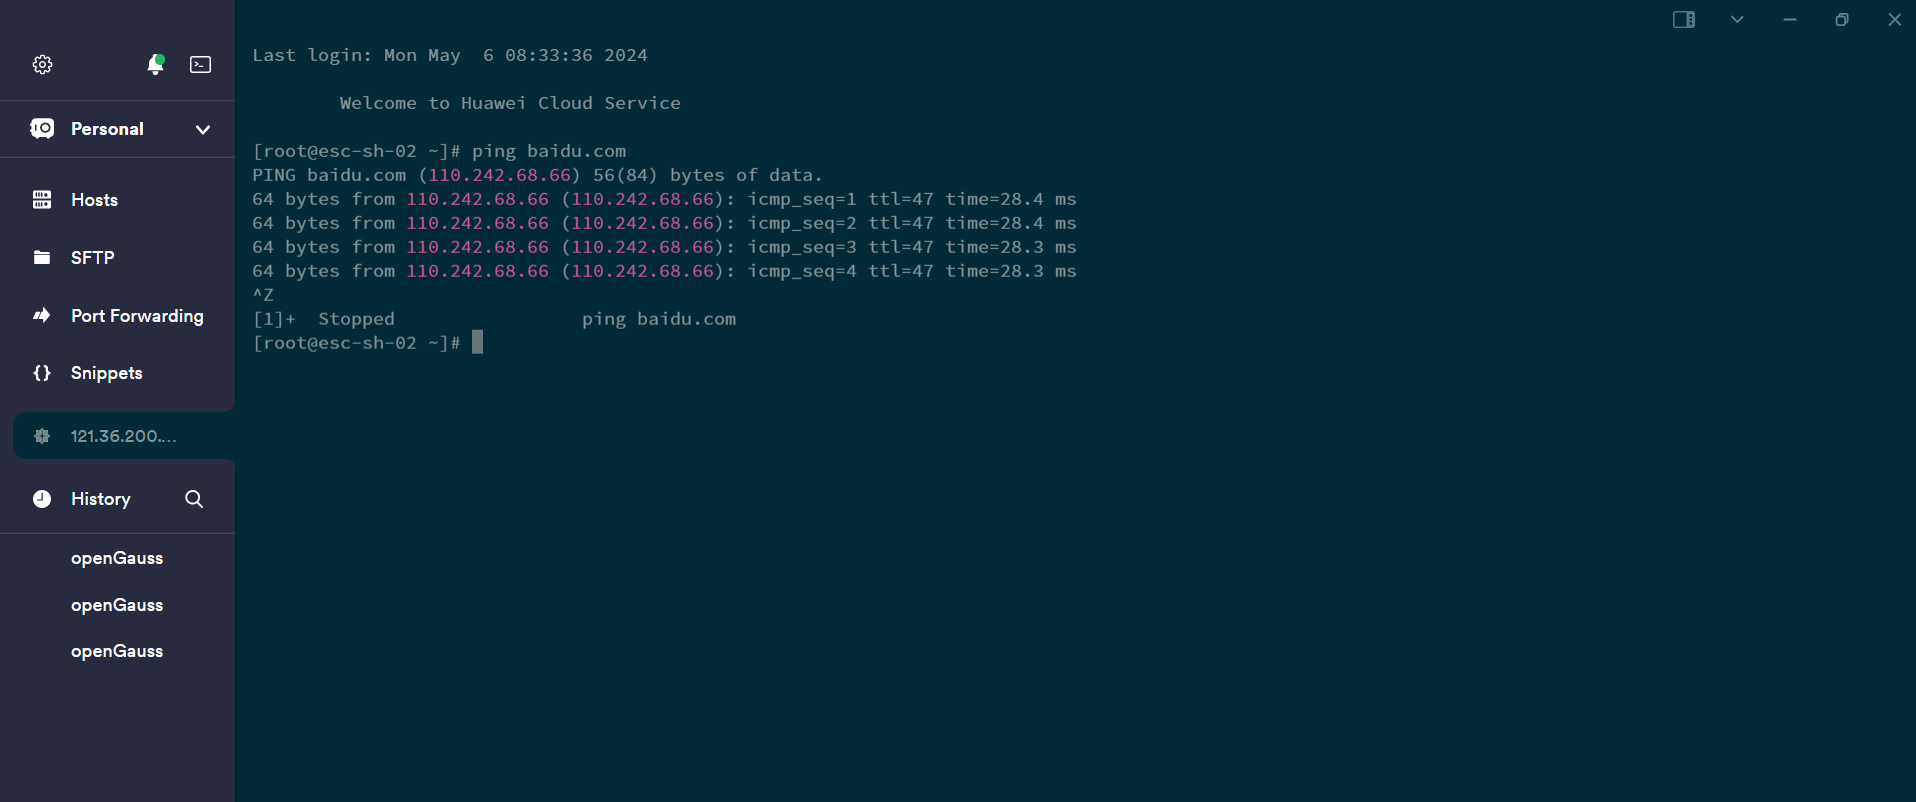 Personal
Hosts
SFTP
Port Forwarding
Snippets
121.36.200....
History
openGauss
openGauss
openGauss
Last login: Mon May  6 08:33:36 2024
Welcome to Huawei Cloud Service
[root@esc-sh-02 ~]# ping baidu.com
PING baidu.com (110.242.68.66) 56(84) bytes of data.
64 bytes from 110.242.68.66 (110.242.68.66): icmp_seq=1 ttl=47 time=28.4 ms
64 bytes from 110.242.68.66 (110.242.68.66): icmp_seq=2 ttl=47 time=28.4 ms
64 bytes from 110.242.68.66 (110.242.68.66): icmp_seq=3 ttl=47 time=28.3 ms
64 bytes from 110.242.68.66 (110.242.68.66): icmp_seq=4 ttl=47 time=28.3 ms
^Z
[1]+  Stopped                 ping baidu.com
[root@esc-sh-02 ~]#